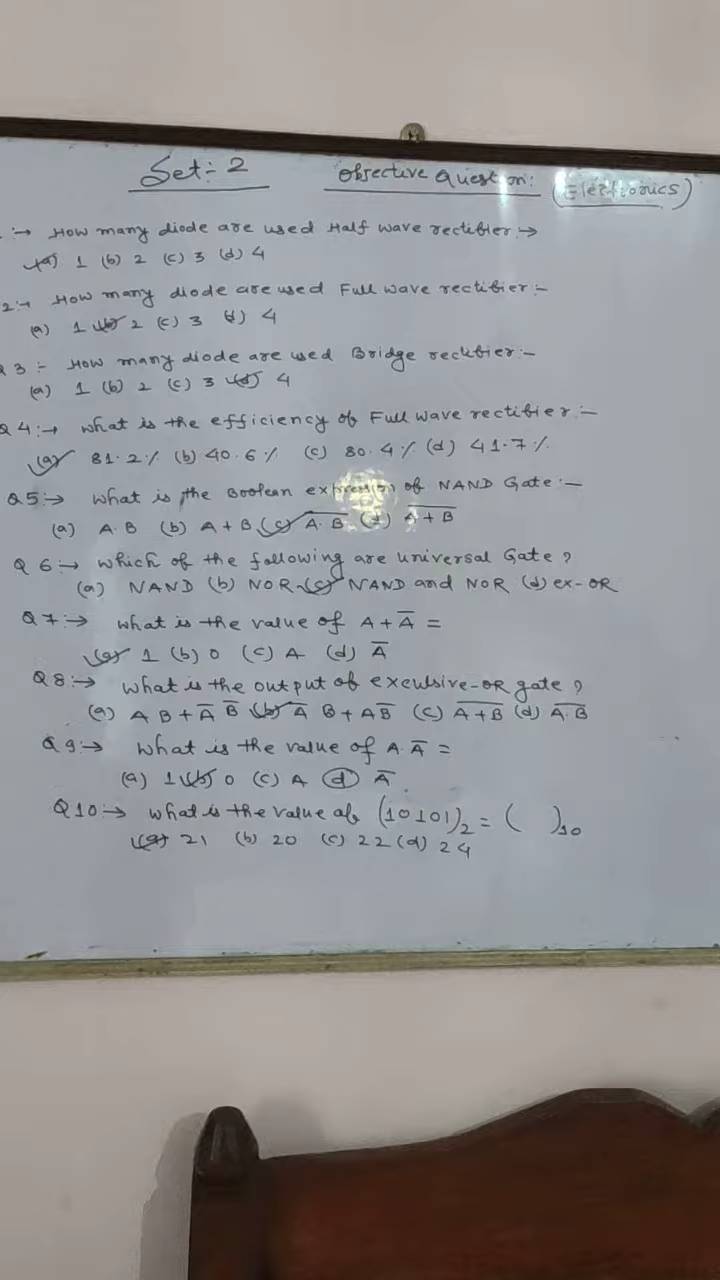 Set:- 2 Objective Question: (Electronics)
:→ How many diode are used Half wave rectifier:→
(a) 1 (b) 2 (c) 3 (d) 4
2:→ How many diode are used Full wave rectifier:-
(a) 1 (b) 2 (c) 3 (d) 4
Q 3:- How many diode are used Bridge rectifier:-
(a) 1 (b) 2 (c) 3 (d) 4
Q 4:→ what is the efficiency of Full wave rectifier:-
(a) 81.2% (b) 40.6% (c) 80.4% (d) 41.7%
Q5:→ what is the Boolean expression of NAND Gate:-
(a) A.B (b) A+B (c) A̅.̅B̅ (d) A̅+̅B̅
Q 6:→ which of the following are universal Gate?
(a) NAND (b) NOR (c) NAND and NOR (d) ex-OR
Q7:→ what is the value of A+A̅ =
(a) 1 (b) 0 (c) A (d) A̅
Q8:→ what is the output of exculsive-OR gate?
(a) AB+A̅ B̅ (b) A̅ B+AB̅ (c) A̅+̅B̅ (d) A̅.̅B̅
Q9:→ what is the value of A.A̅ =
(a) 1 (b) 0 (c) A (d) A̅
Q10:→ what is the value of (10101)₂ = ( )₁₀
(a) 21 (b) 20 (c) 22 (d) 24